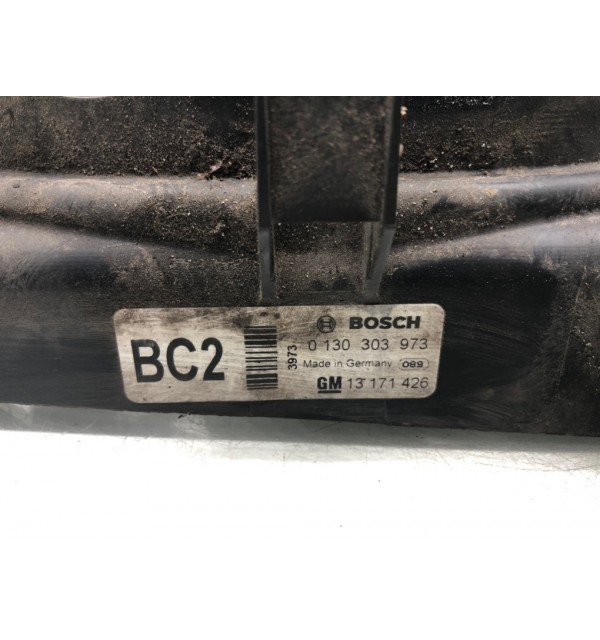 BC2
3973
BOSCH
0 130 303 973
Made in Germany 089
GM 13 171 426